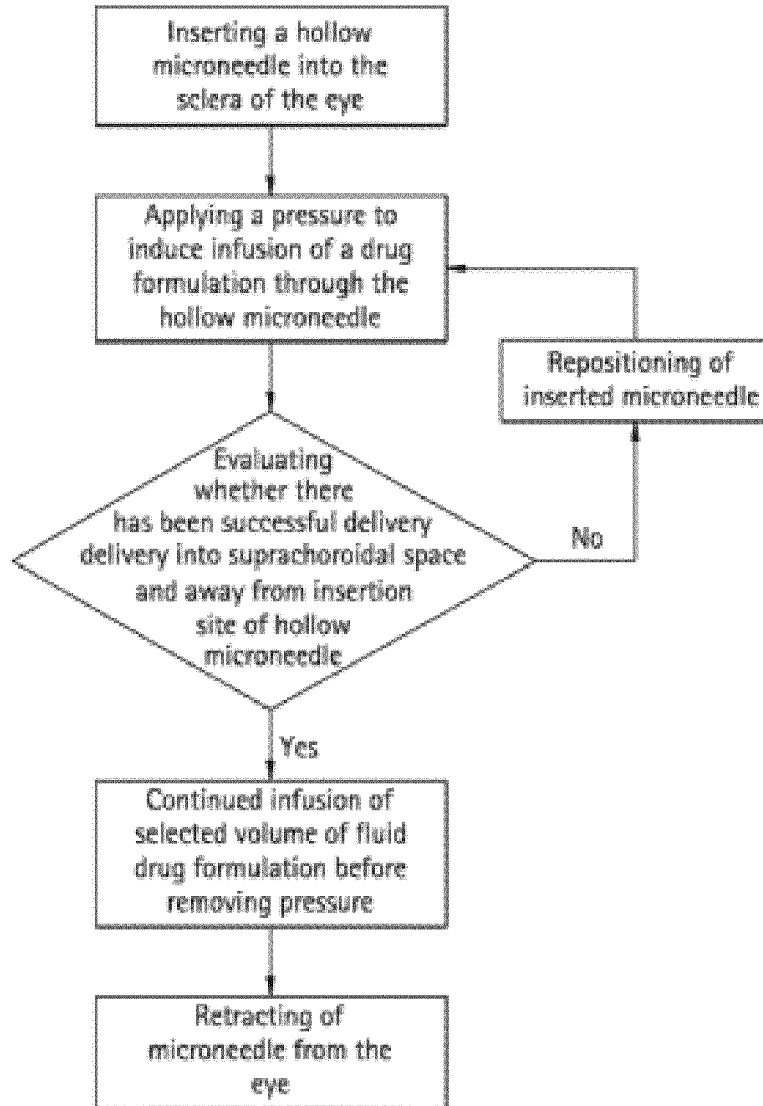 Inserting a hollow
microneedle into the
sclera of the eye
Applying a pressure to
induce infusion of a drug
formulation through the
hollow microneedle
Repositioning of
inserted microneedle
Evaluating
whether there
has been successful delivery
delivery into suprachoroidal space
and away from insertion
site of hollow
microneedle
No
Yes
Continued infusion of
selected volume of fluid
drug formulation before
removing pressure
Retracting of
microneedle from the
eye